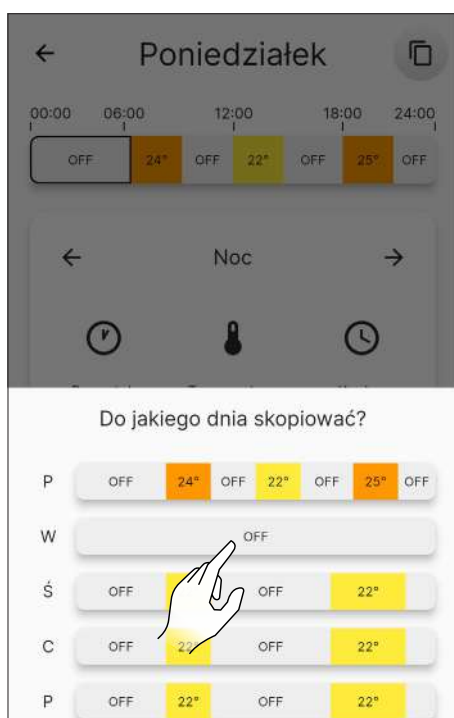 Poniedziałek
00:00 06:00 12:00 18:00 24:00
OFF 24° OFF 22° OFF 25° OFF
Noc
Do jakiego dnia skopiować?
P OFF 24° OFF 22° OFF 25° OFF
W OFF
Ś OFF OFF 22°
C OFF 22° OFF 22°
P OFF 22° OFF 22°